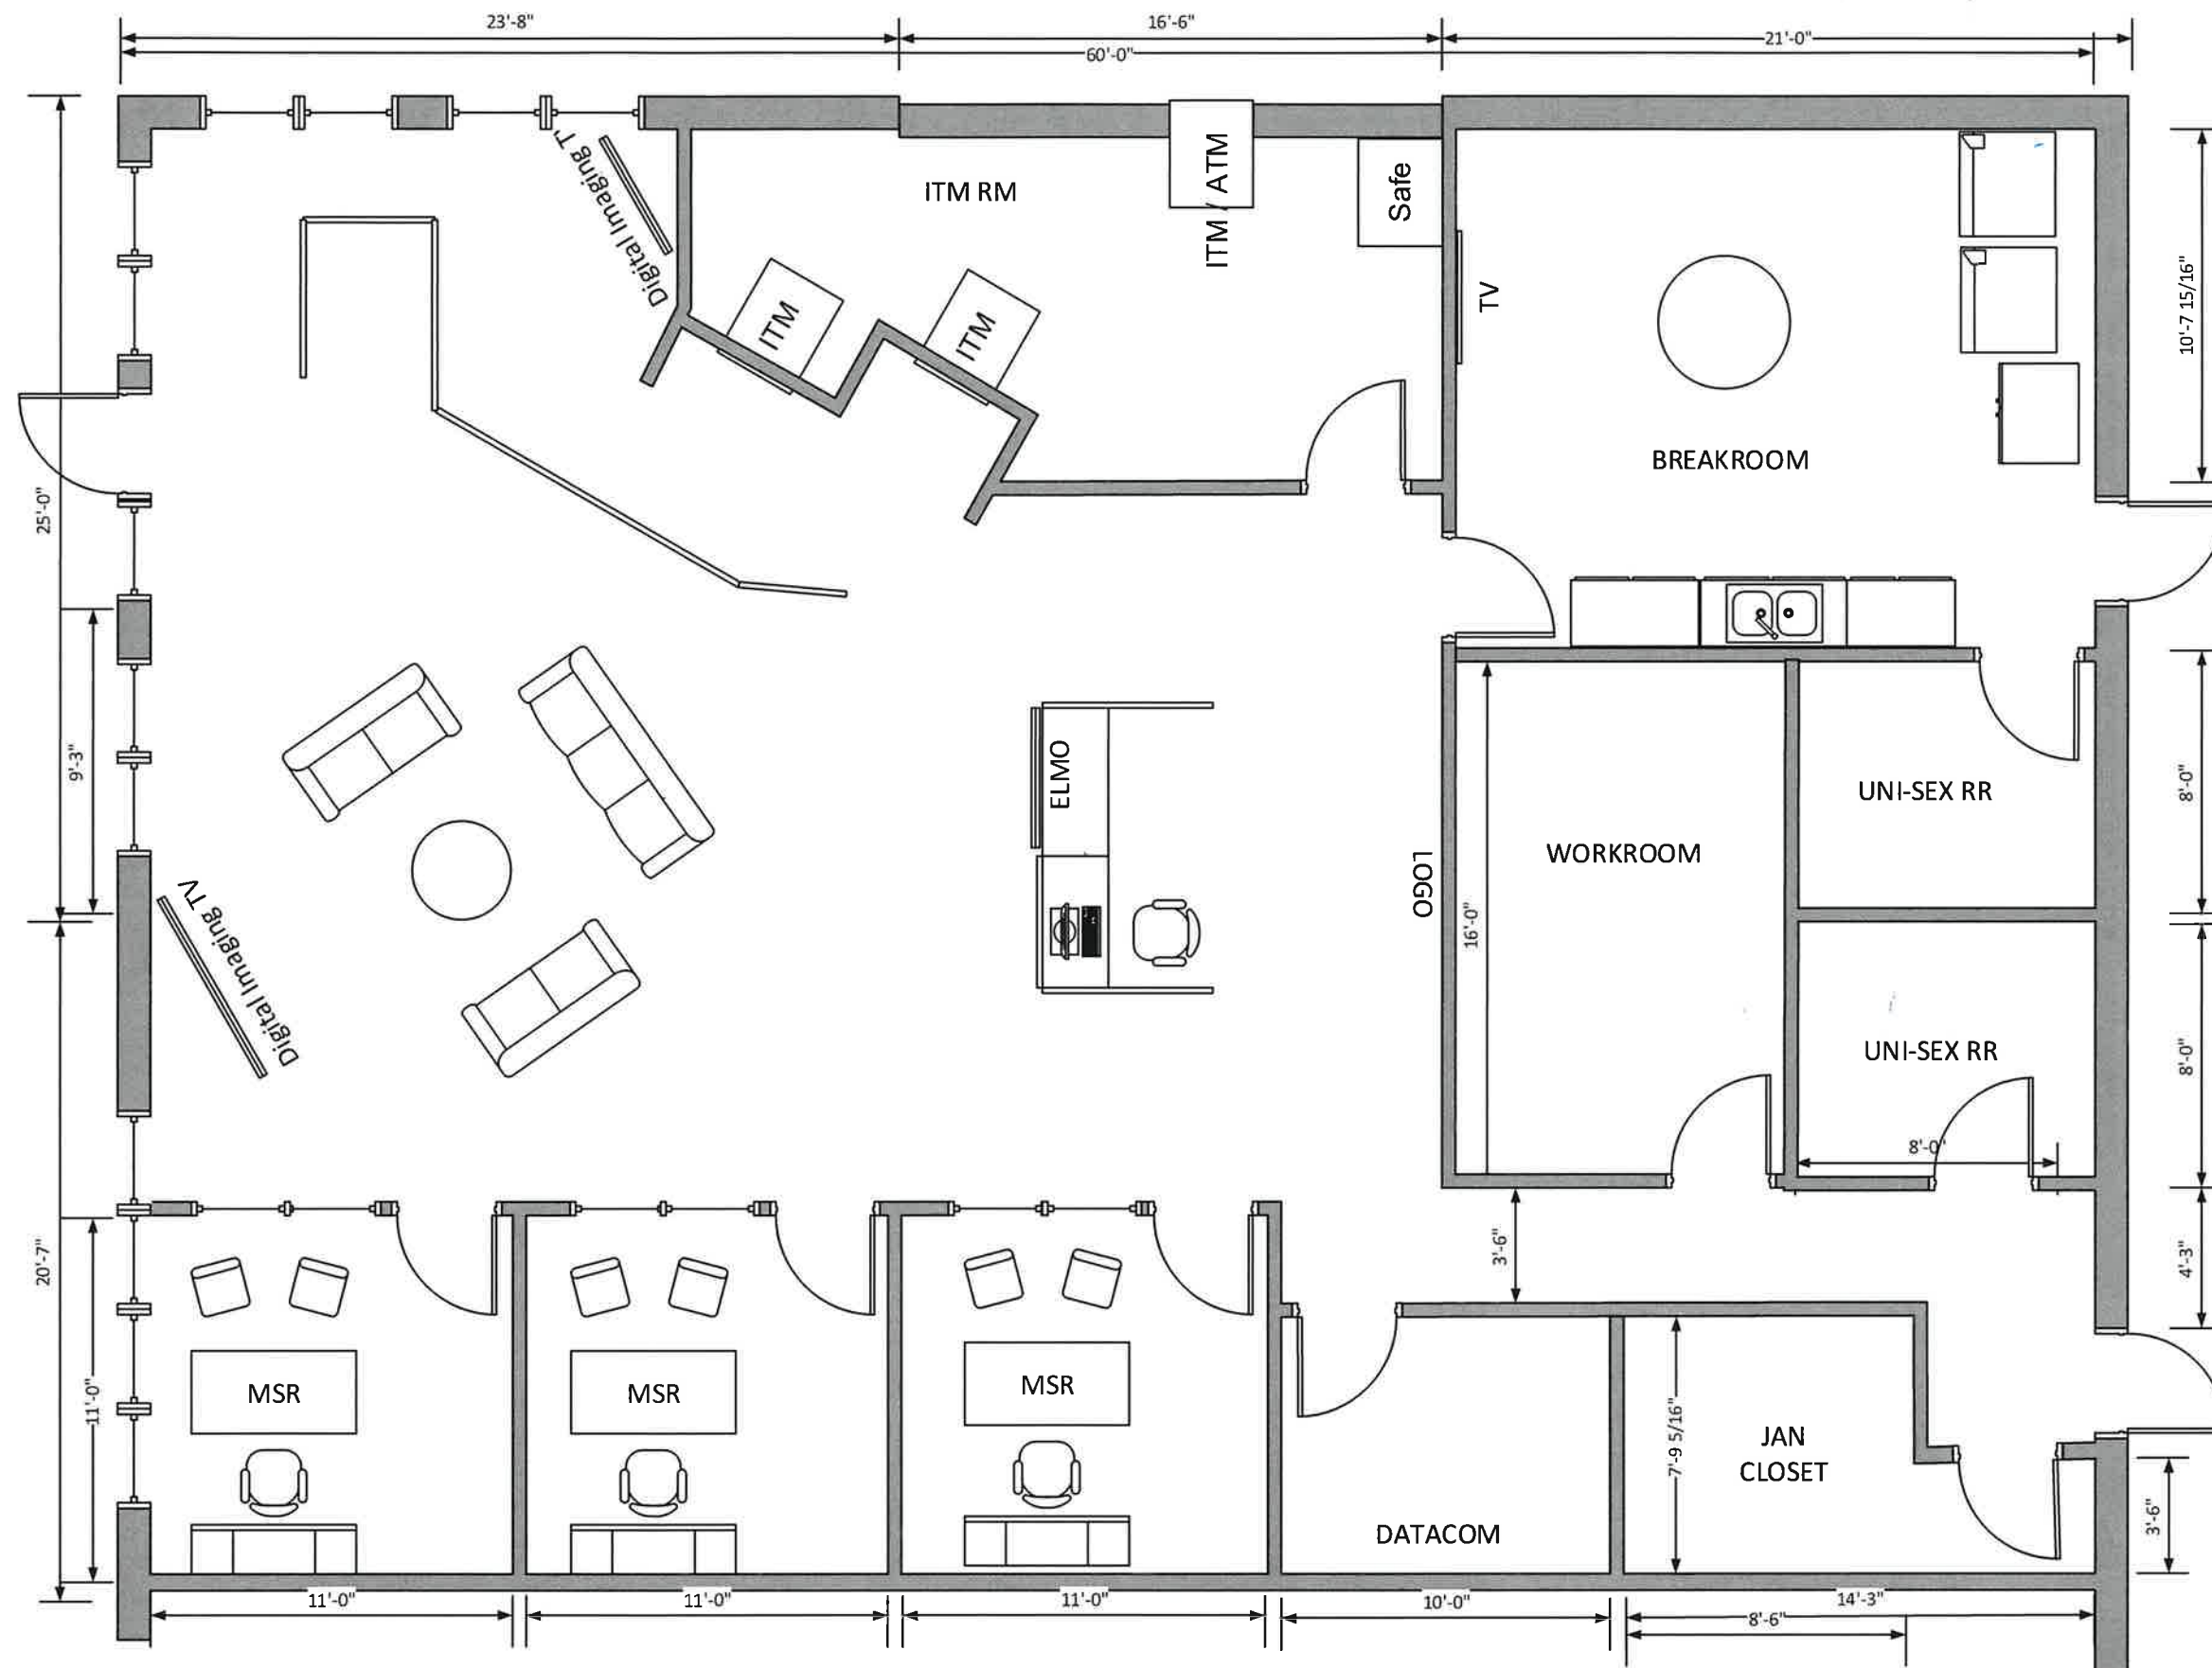 23'-8"
16'-6"
21'-0"
60'-0"
Digital Imaging T
ITM RM
ITM / ATM
Safe
ITM
ITM
TV
10'-7 15/16"
BREAKROOM
25'-0"
9'-3"
ELMO
UNI-SEX RR
8'-0"
LOGO
WORKROOM
16'-0"
Digital Imaging TV
UNI-SEX RR
8'-0"
8'-0"
20'-7"
3'-6"
4'-3"
11'-0"
MSR
MSR
MSR
7'-9 5/16"
JAN
CLOSET
DATACOM
3'-6"
11'-0"
11'-0"
11'-0"
10'-0"
14'-3"
8'-6"